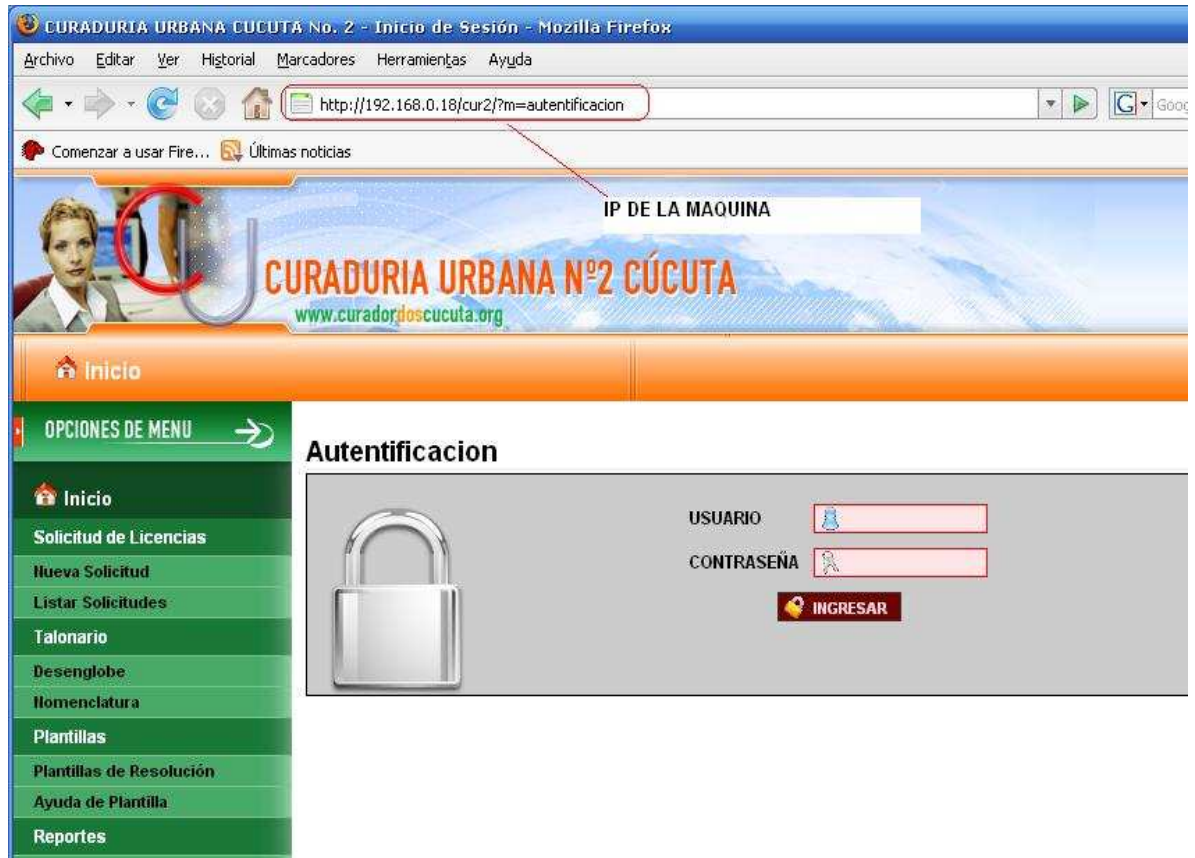 CURADURIA URBANA CUCUTA No. 2 - Inicio de Sesión - Mozilla Firefox
Archivo Editar Ver Historial Marcadores Herramientas Ayuda
http://192.168.0.18/cur2/?m=autentificacion
G Goog
Comenzar a usar Fire... Últimas noticias
IP DE LA MAQUINA
CU
CURADURIA URBANA Nº2 CÚCUTA
www.curadordoscucuta.org
Inicio
OPCIONES DE MENU
Autentificacion
Inicio
USUARIO
Solicitud de Licencias
CONTRASEÑA
Nueva Solicitud
Listar Solicitudes
INGRESAR
Talonario
Desenglobe
Nomenclatura
Plantillas
Plantillas de Resolución
Ayuda de Plantilla
Reportes